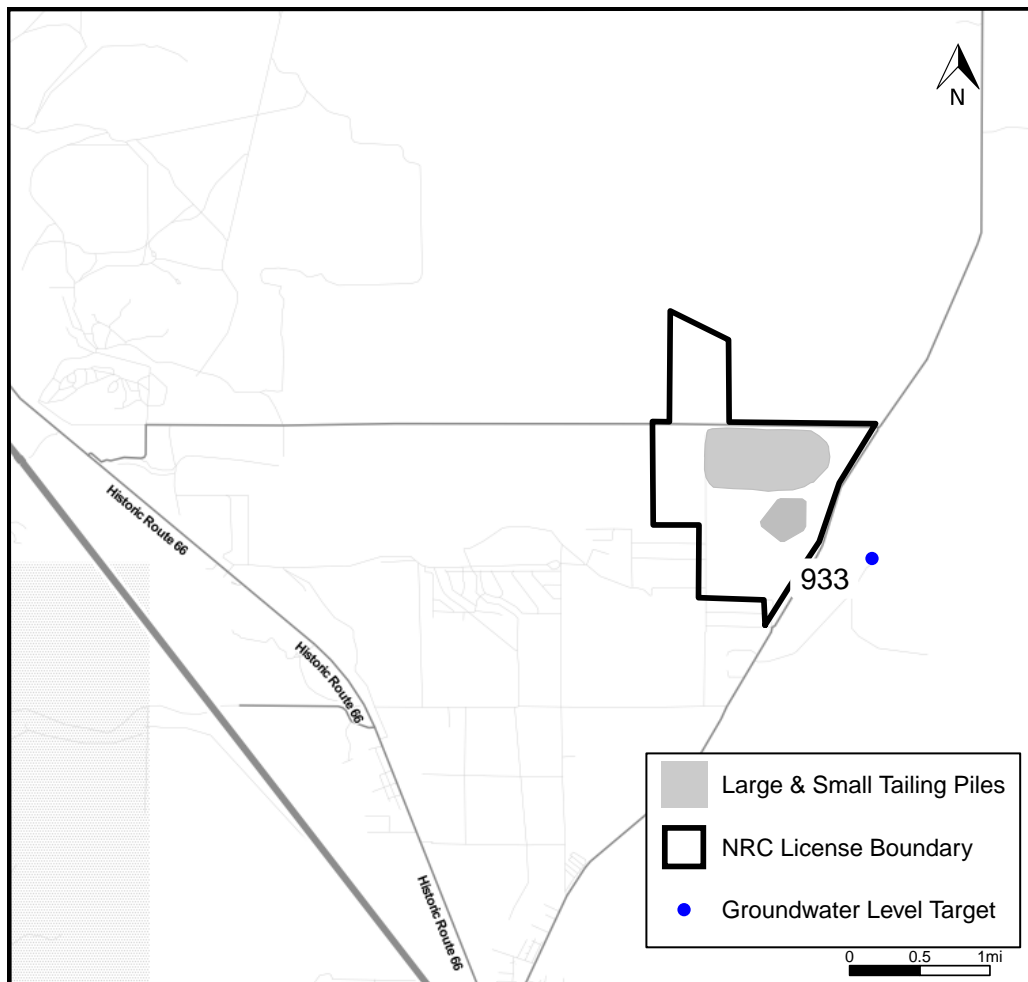 N
Historic Route 66
933
Historic Route 66
Large & Small Tailing Piles
NRC License Boundary
Historic Route 66
Groundwater Level Target
0 0.5 1mi